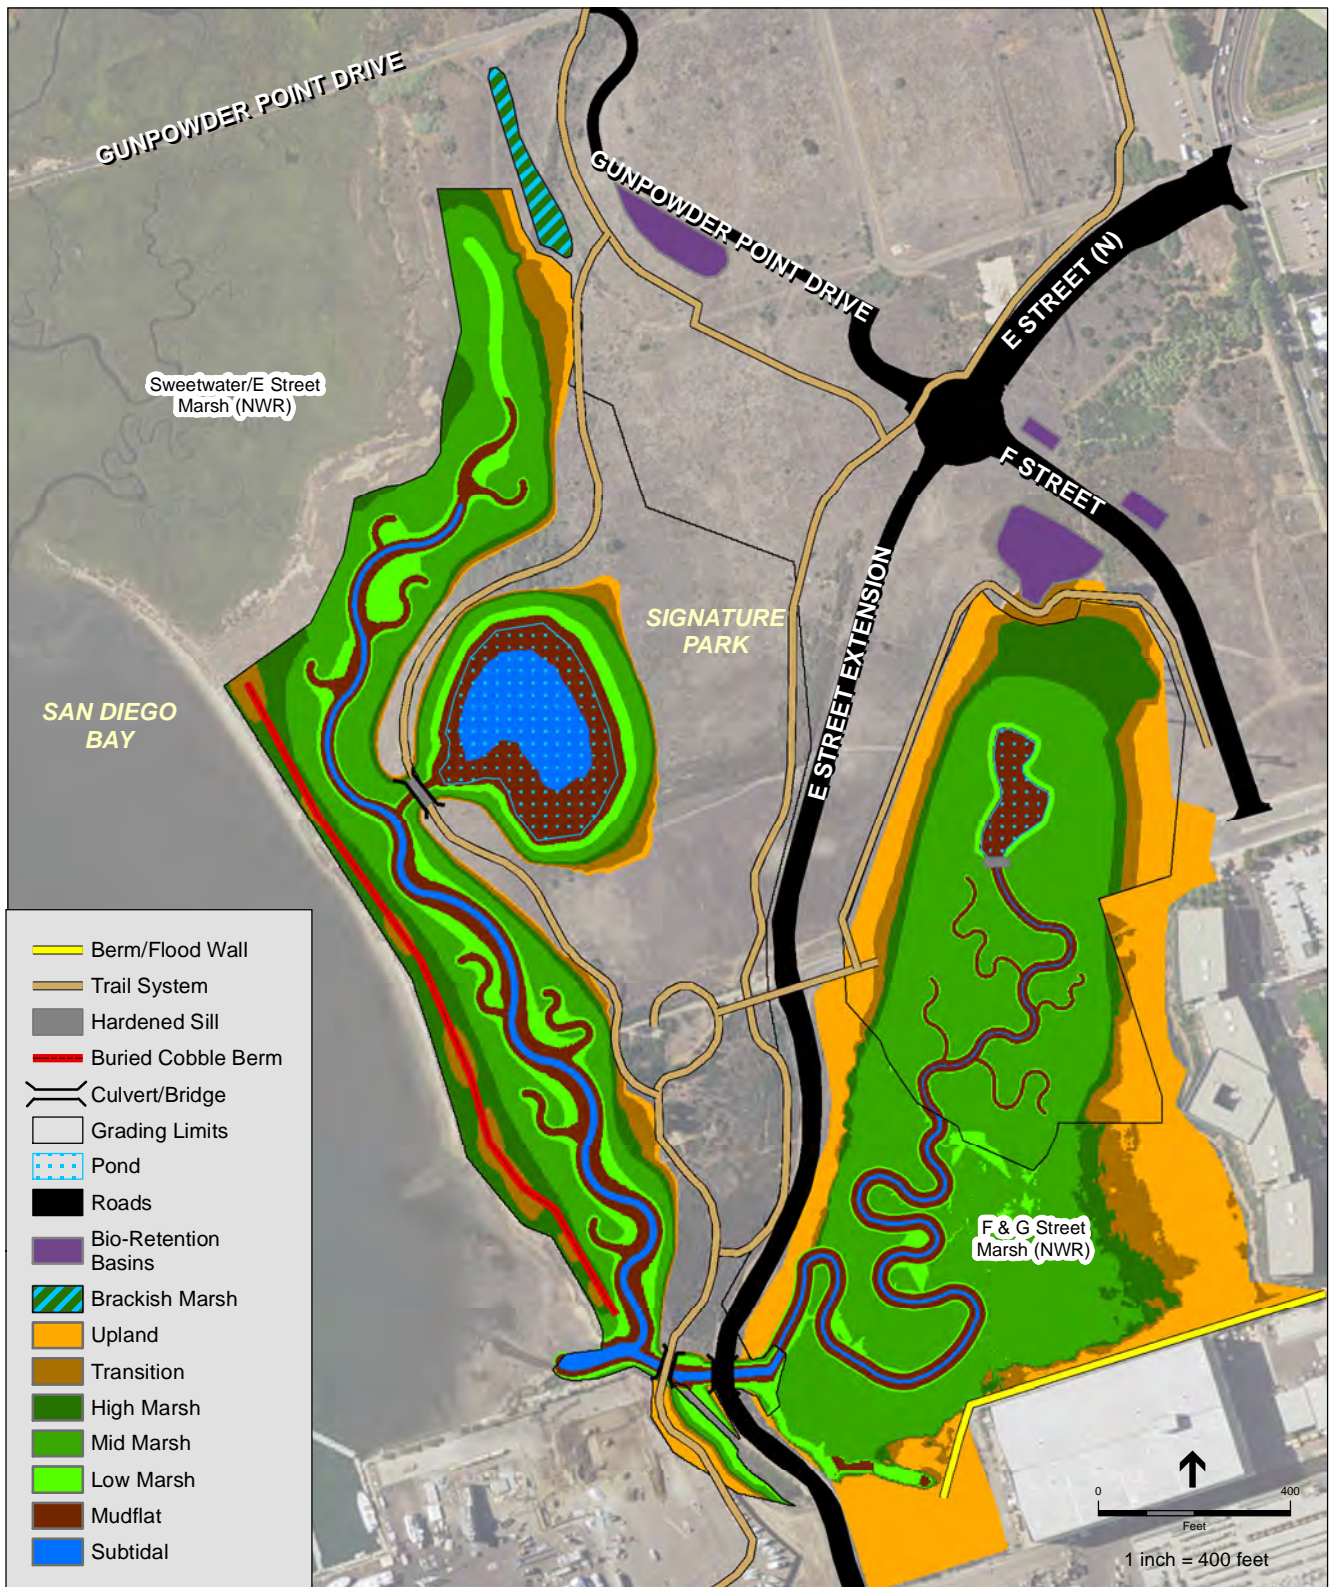 GUNPOWDER POINT DRIVE
GUNPOWDER POINT DRIVE
E STREET (N)
Sweetwater/E Street
Marsh (NWR)
F STREET
SIGNATURE
PARK
E STREET EXTENSION
SAN DIEGO
BAY
F & G Street
Marsh (NWR)
Berm/Flood Wall
Trail System
Hardened Sill
Buried Cobble Berm
Culvert/Bridge
Grading Limits
Pond
Roads
Bio-Retention
Basins
Brackish Marsh
Upland
Transition
High Marsh
Mid Marsh
Low Marsh
Mudflat
Subtidal
0 400
Feet
1 inch = 400 feet